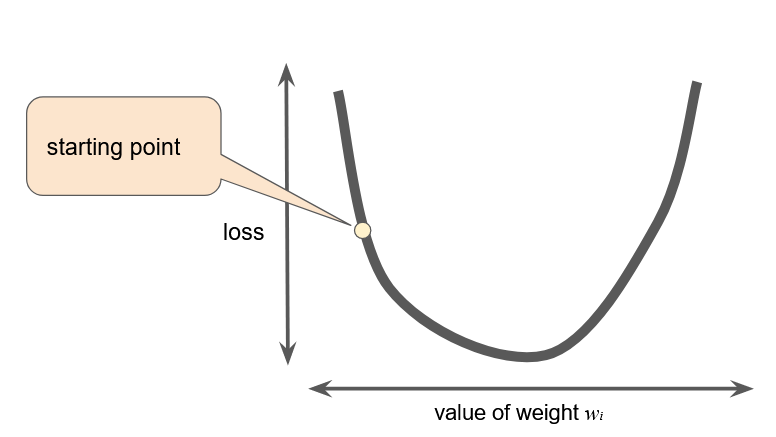 starting point
loss
value of weight wᵢ